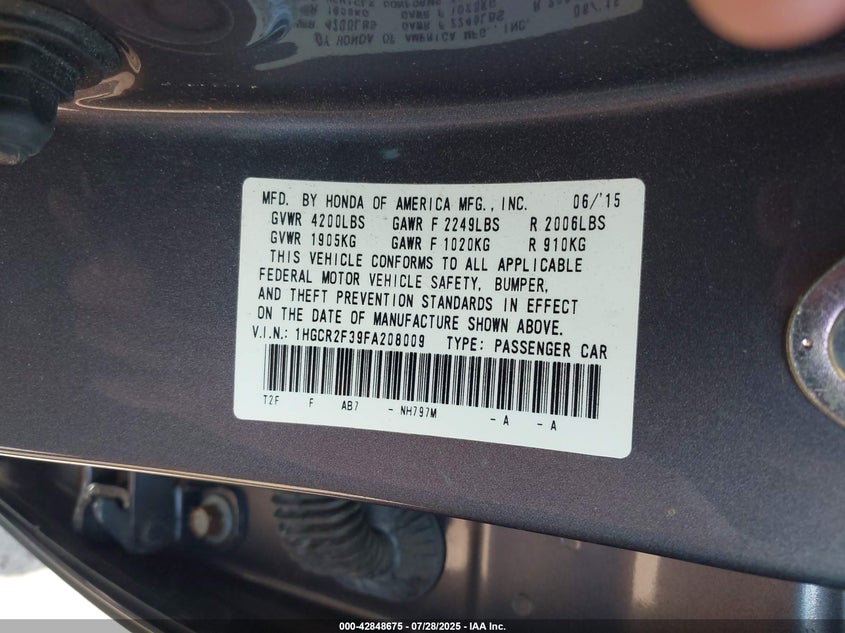 MFD. BY HONDA OF AMERICA MFG., INC. 06/'15
GVWR 4200LBS GAWR F 2249LBS R 2006LBS
GVWR 1905KG GAWR F 1020KG R 910KG
THIS VEHICLE CONFORMS TO ALL APPLICABLE
FEDERAL MOTOR VEHICLE SAFETY, BUMPER,
AND THEFT PREVENTION STANDARDS IN EFFECT
ON THE DATE OF MANUFACTURE SHOWN ABOVE.
V.I.N.: 1HGCR2F39FA208009 TYPE: PASSENGER CAR
T2F F AB7 - NH797M - A - A
000-42848675 - 07/28/2025 - IAA Inc.